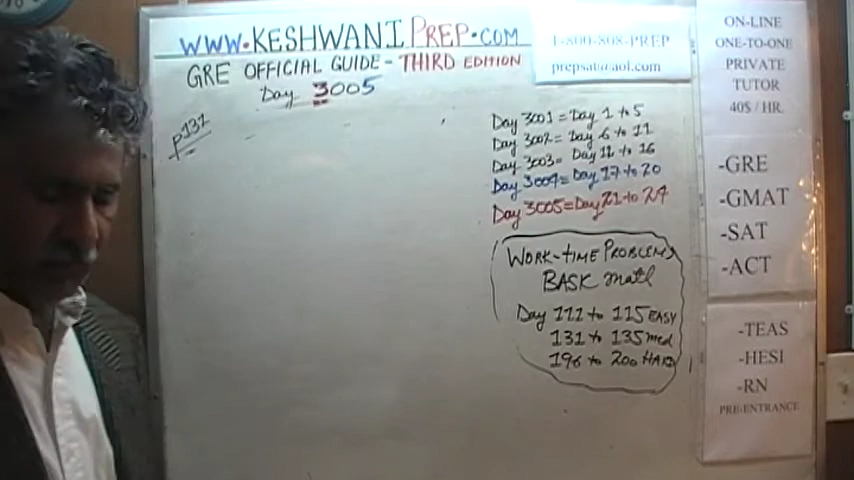 WWW.KESHWANIPREP.COM
GRE OFFICIAL GUIDE - THIRD EDITION
Day 3005
P131
Day 3001 = Day 1 to 5
Day 3002 = Day 6 to 11
Day 3003 = Day 12 to 16
Day 3004 = Day 17 to 20
Day 3005 = Day 21 to 24
WORK-time PROBLEMS
BASIC math
Day 111 to 115 EASY
131 to 135 med
196 to 200 HARD
1-800-808-PREP
prepsat@aol.com
ON-LINE
ONE-TO-ONE
PRIVATE
TUTOR
40$ / HR.
-GRE
-GMAT
-SAT
-ACT
-TEAS
-HESI
-RN
PRE-ENTRANCE